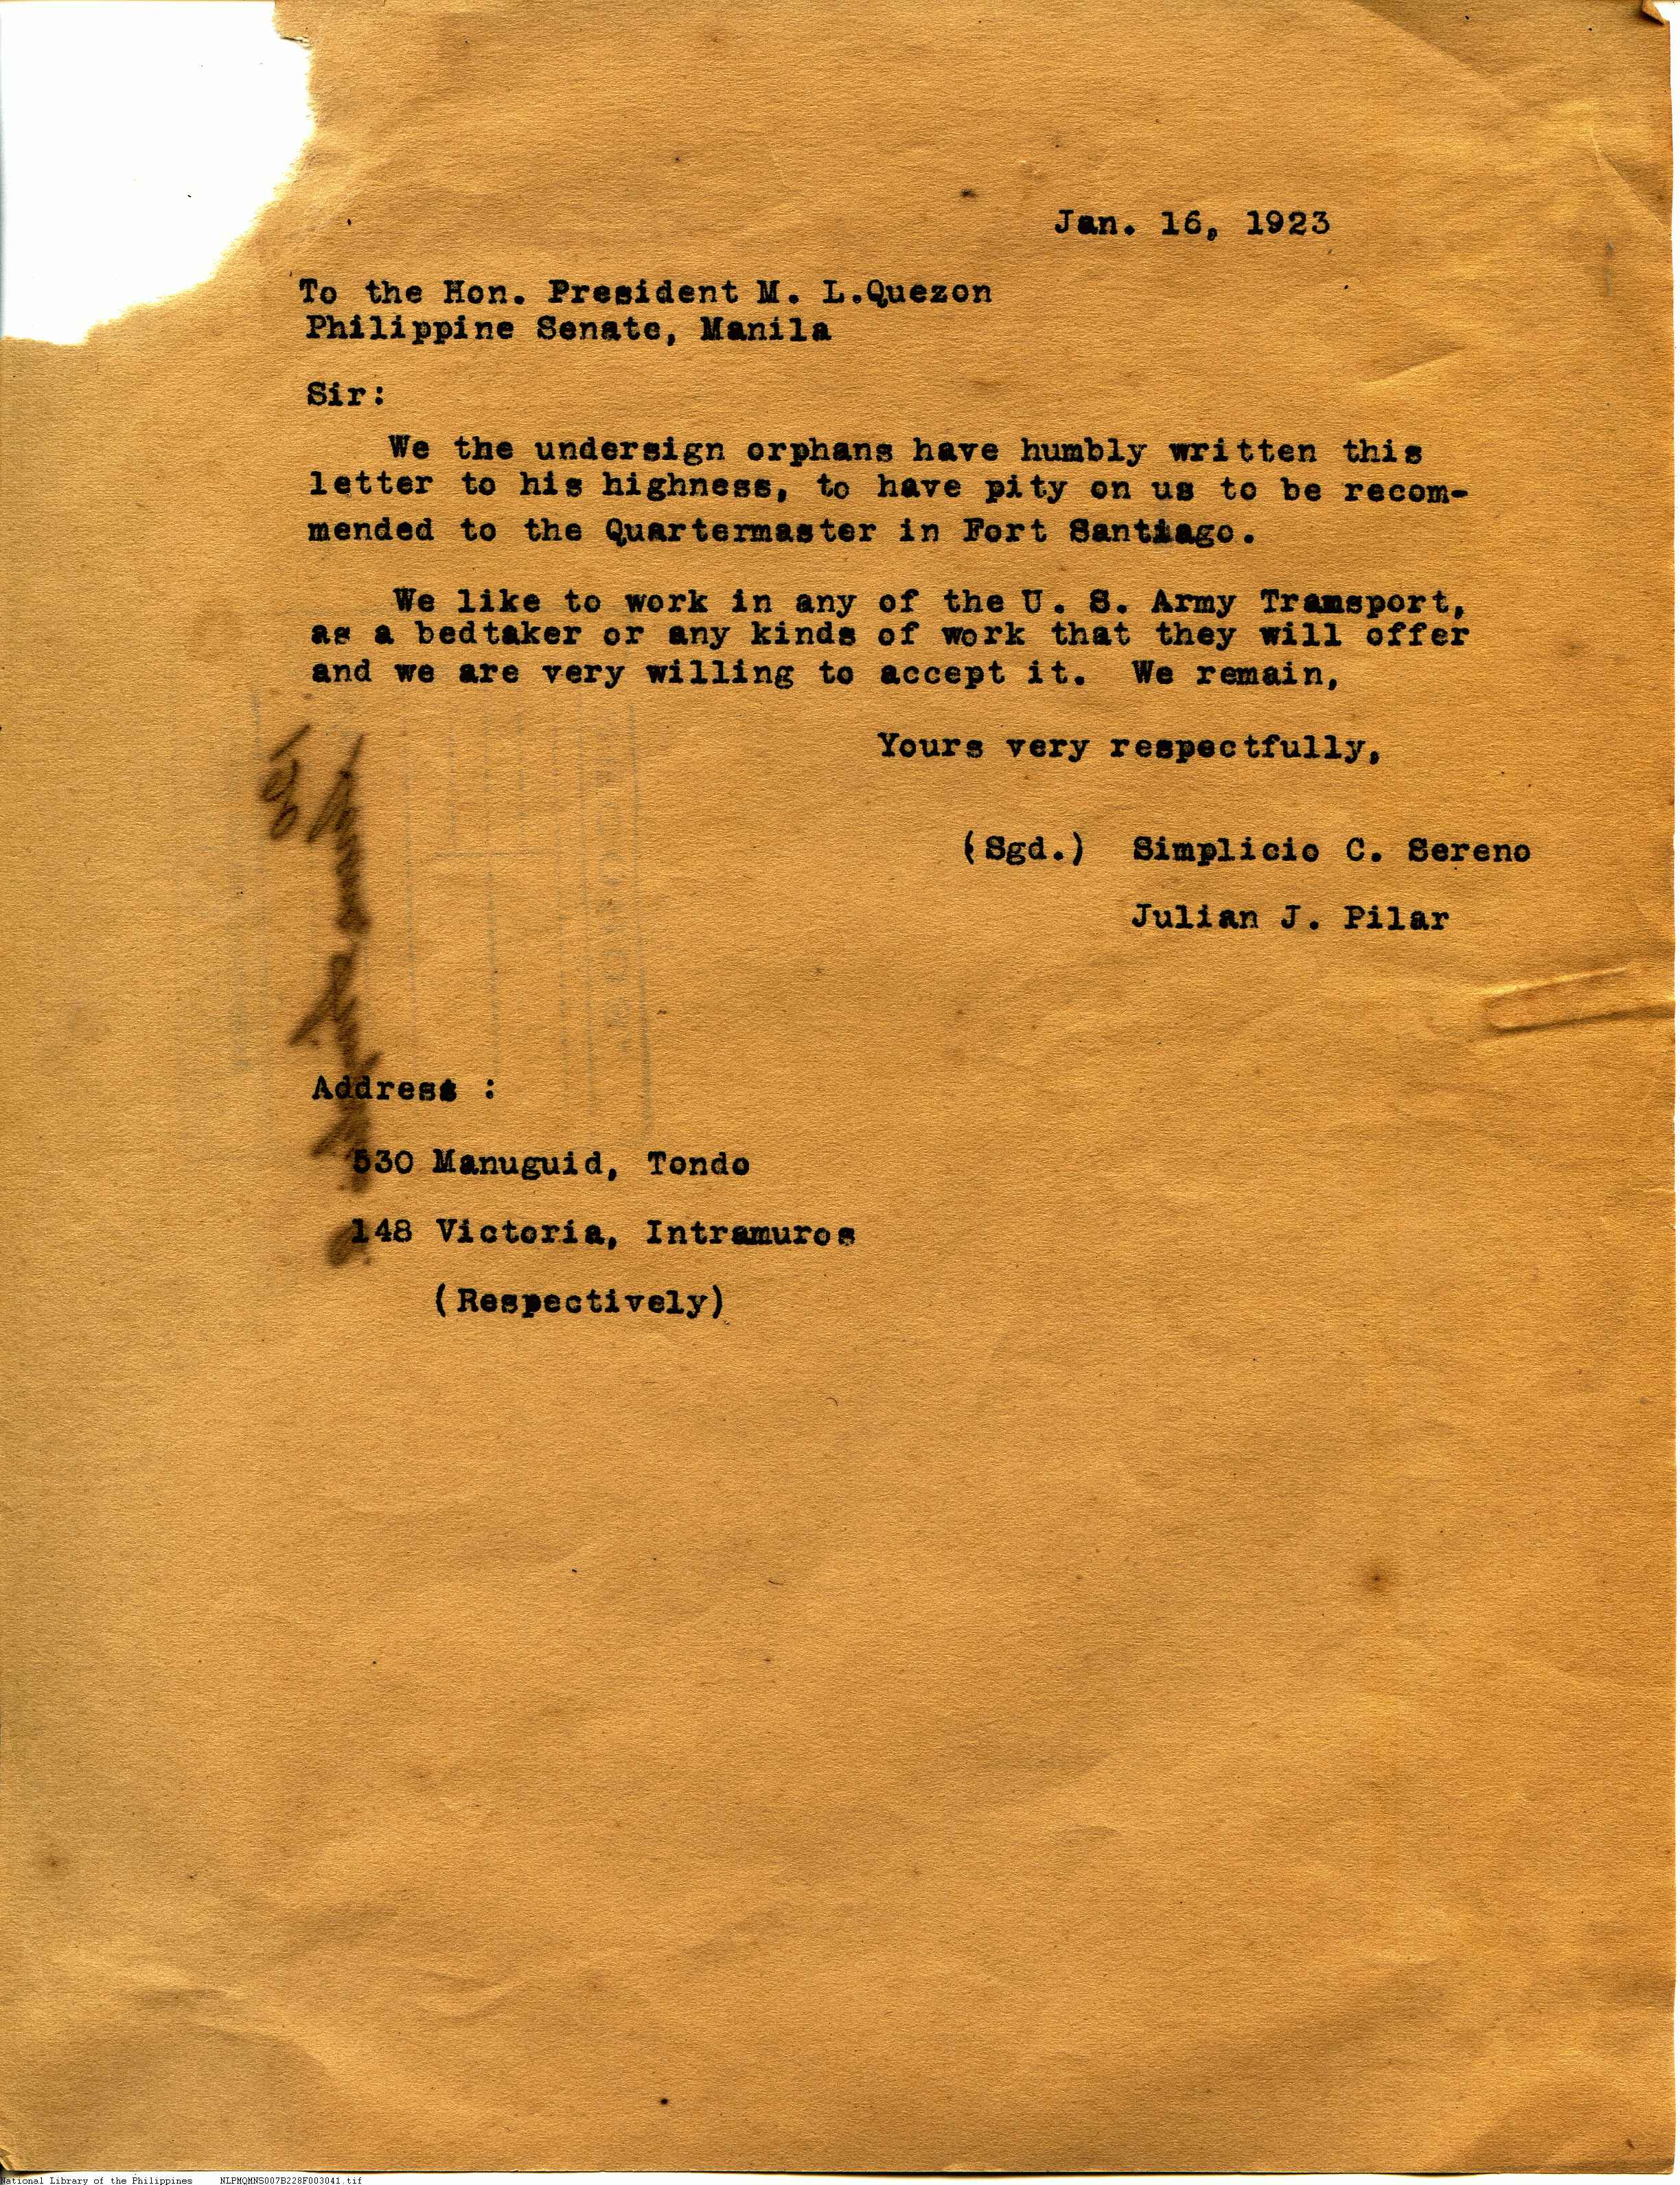 Jan. 16, 1923
To the Hon. President M. L.Quezon
Philippine Senate, Manila
Sir:
We the undersign orphans have humbly written this
letter to his highness, to have pity on us to be recom-
mended to the Quartermaster in Fort Santiago.
We like to work in any of the U. S. Army Transport,
as a bedtaker or any kinds of work that they will offer
and we are very willing to accept it. We remain,
Yours very respectfully,
(Sgd.) Simplicio C. Sereno
Julian J. Pilar
Address :
530 Manuguid, Tondo
148 Victoria, Intramuros
(Respectively)
National Library of the Philippines NLPMQMNS007B228F003041.tif